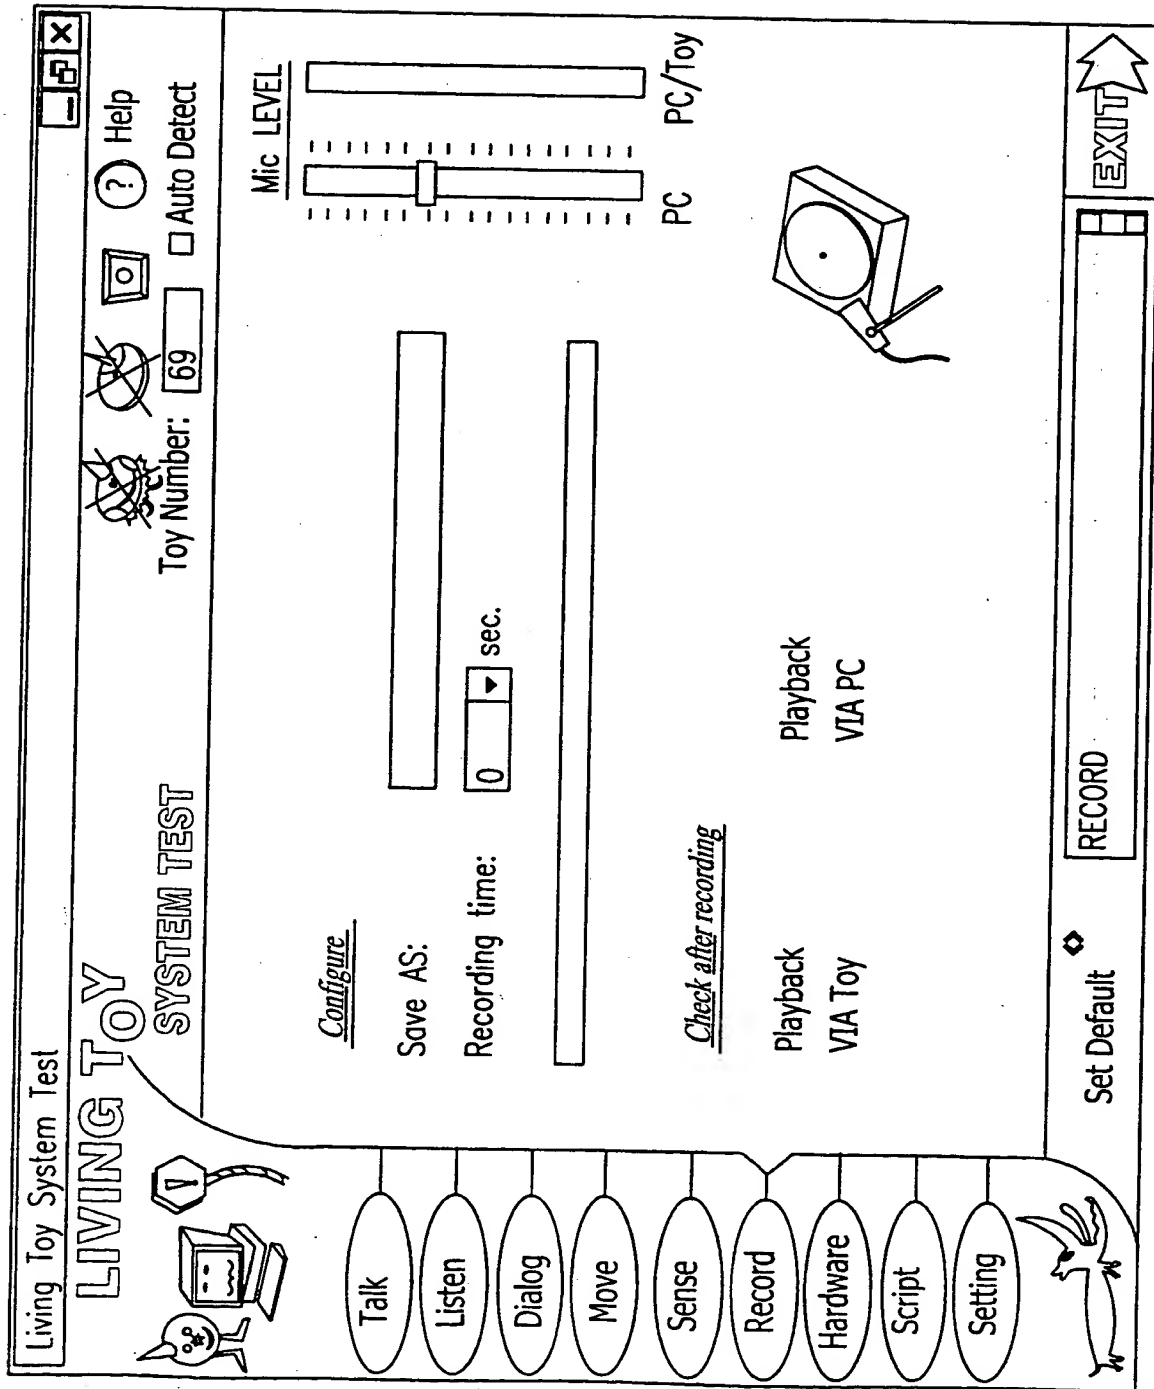 Living Toy System Test
LIVING TOY
SYSTEM TEST
? Help
Toy Number: 69 Auto Detect
!
Talk
Listen
Dialog
Move
Sense
Record
Hardware
Script
Setting
Configure
Save AS:
Recording time: 0 sec.
Mic LEVEL
PC PC/Toy
Check after recording
Playback
VIA Toy
Playback
VIA PC
Set Default
RECORD
EXIT